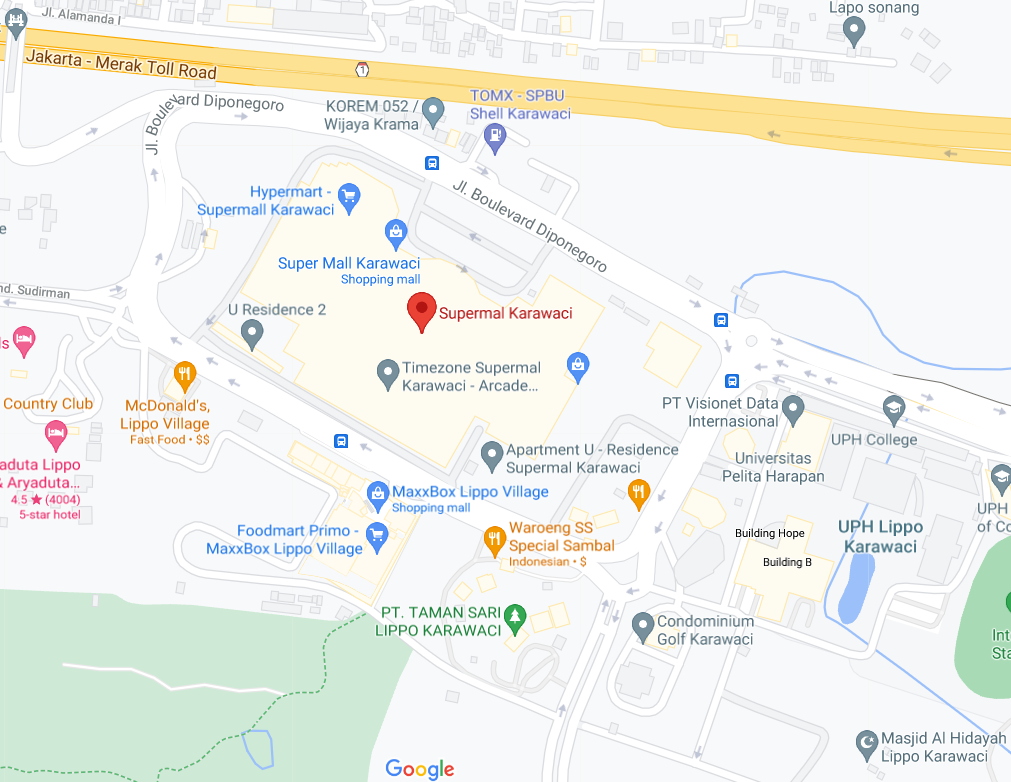 Jl. Alamanda I
Lapo sonang
Jakarta - Merak Toll Road
1
Jl. Boulevard Diponegoro
KOREM 052 /
Wijaya Krama
TOMX - SPBU
Shell Karawaci
Jl. Boulevard Diponegoro
Hypermart -
Supermall Karawaci
Super Mall Karawaci
Shopping mall
nd. Sudirman
U Residence 2
Supermal Karawaci
ls
Timezone Supermal
Karawaci - Arcade...
Country Club
McDonald's,
Lippo Village
Fast Food • $$
PT Visionet Data
Internasional
UPH College
Universitas
Pelita Harapan
aduta Lippo
& Aryaduta...
4.5 ★ (4004)
5-star hotel
Apartment U - Residence
Supermal Karawaci
MaxxBox Lippo Village
Shopping mall
Foodmart Primo -
MaxxBox Lippo Village
Waroeng SS
Special Sambal
Indonesian • $
UPH
of Co
Building Hope
Building B
UPH Lippo
Karawaci
PT. TAMAN SARI
LIPPO KARAWACI
Condominium
Golf Karawaci
Int
Sta
Masjid Al Hidayah
Lippo Karawaci
Google